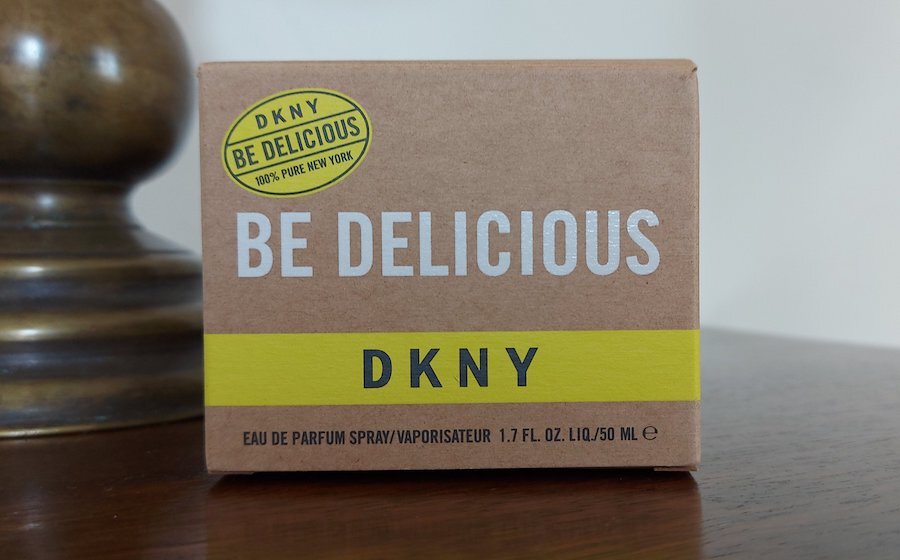 DKNY
BE DELICIOUS
100% PURE NEW YORK
BE DELICIOUS
DKNY
EAU DE PARFUM SPRAY/VAPORISATEUR 1.7 FL. OZ. LIQ./50 ML ℮